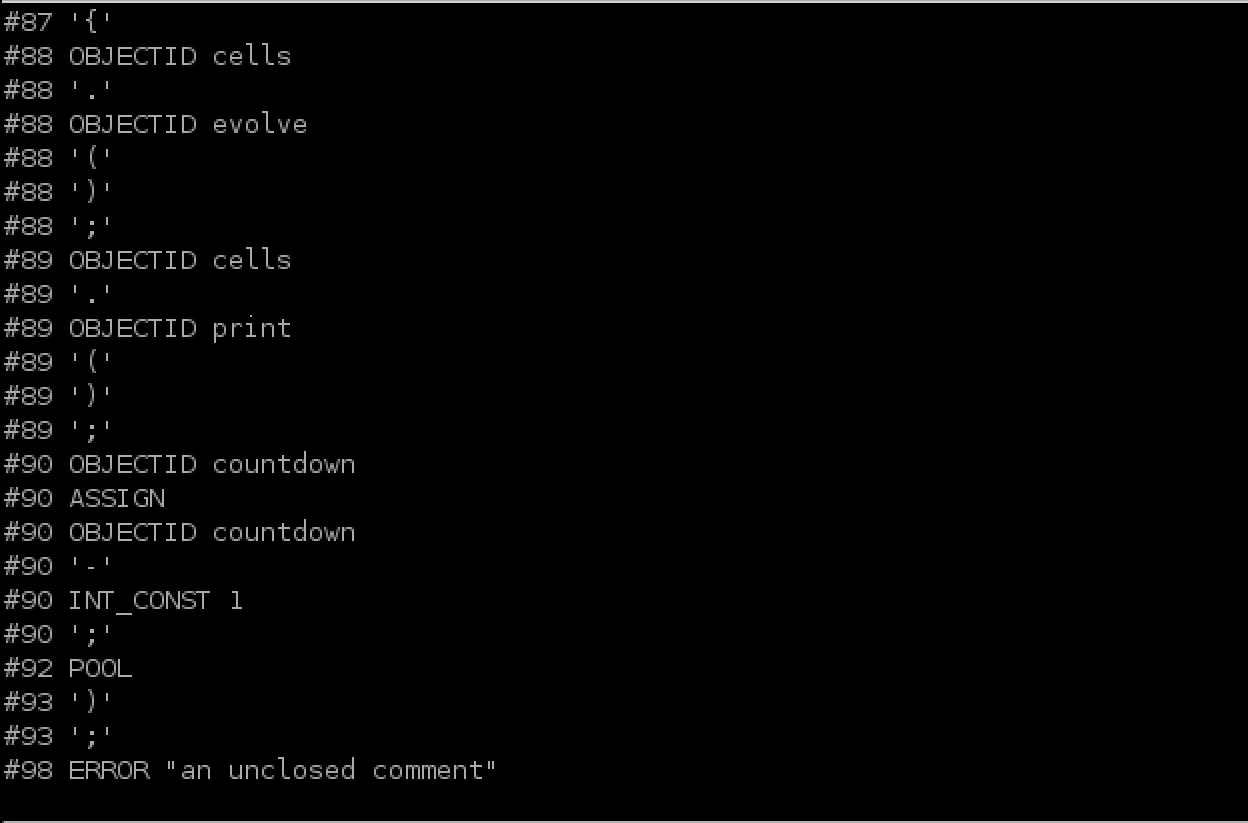 #87 '{'
#88 OBJECTID cells
#88 '.'
#88 OBJECTID evolve
#88 '('
#88 ')'
#88 ';'
#89 OBJECTID cells
#89 '.'
#89 OBJECTID print
#89 '('
#89 ')'
#89 ';'
#90 OBJECTID countdown
#90 ASSIGN
#90 OBJECTID countdown
#90 '-'
#90 INT_CONST 1
#90 ';'
#92 POOL
#93 ')'
#93 ';'
#98 ERROR "an unclosed comment"